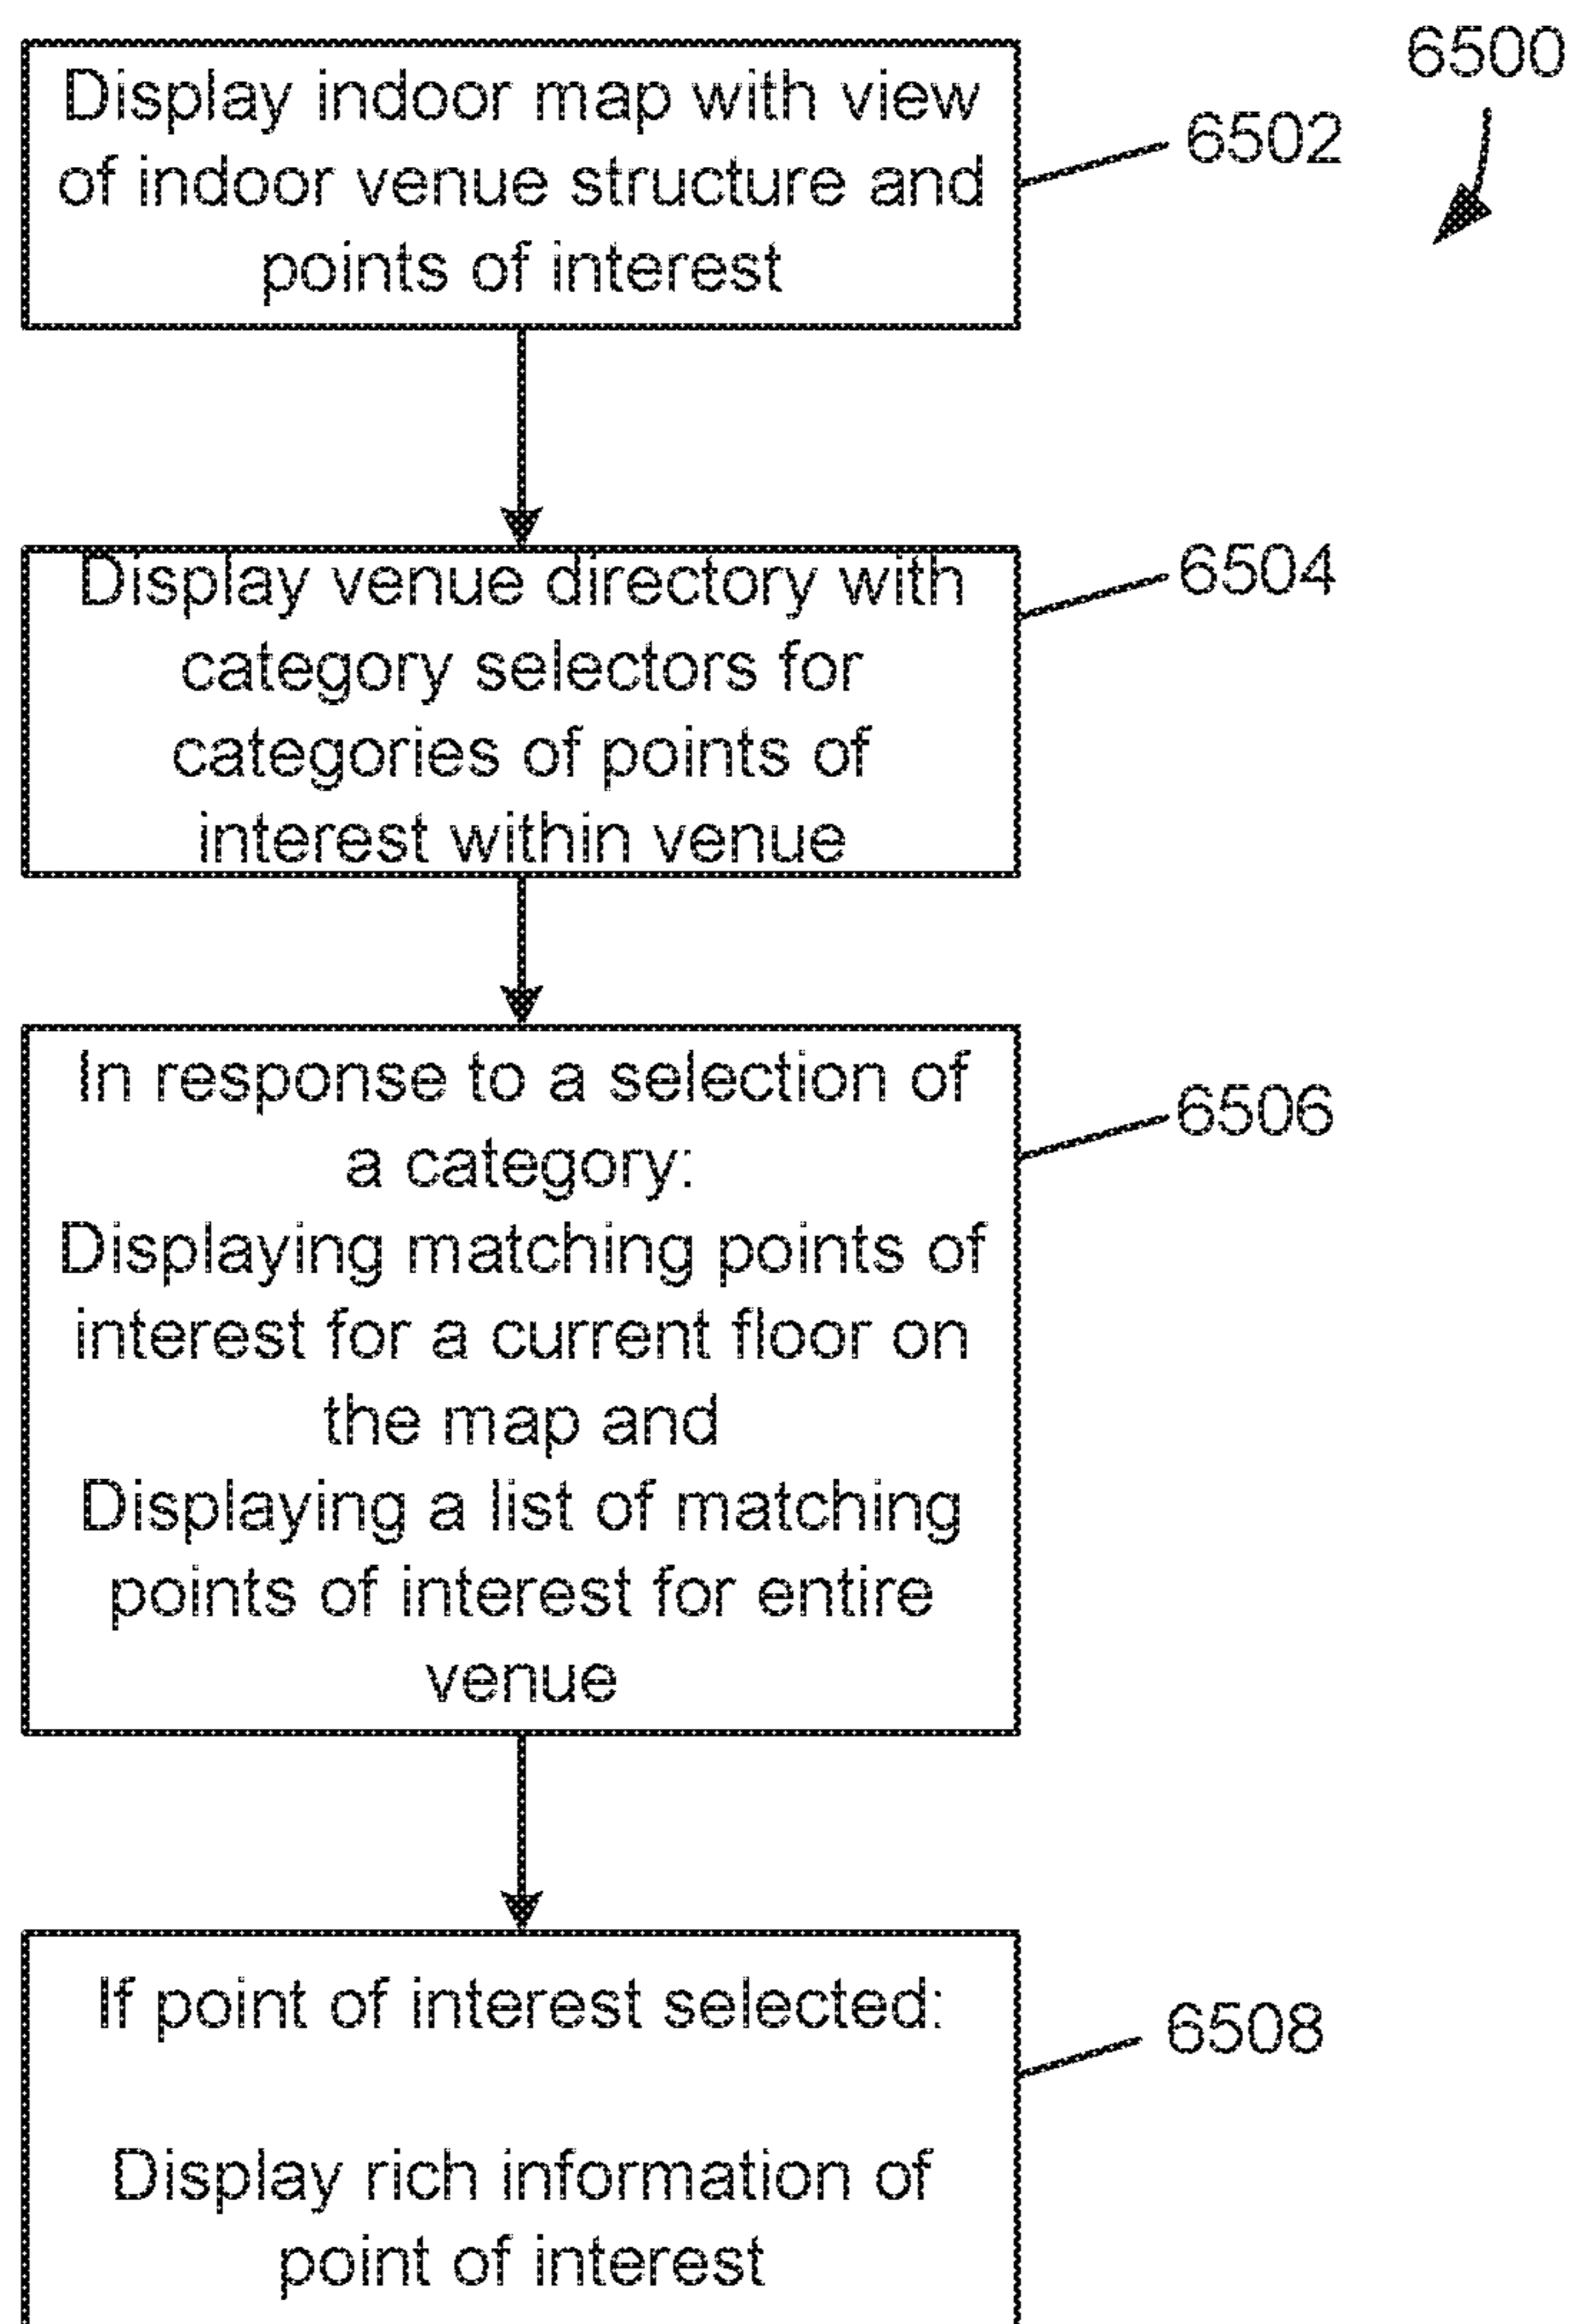 6500
Display indoor map with view
of indoor venue structure and
points of interest
6502
Display venue directory with
category selectors for
categories of points of
interest within venue
6504
In response to a selection of
a category:
Displaying matching points of
interest for a current floor on
the map and
Displaying a list of matching
points of interest for entire
venue
6506
If point of interest selected:
Display rich information of
point of interest
6508